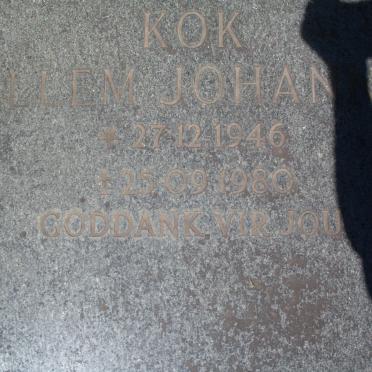 KOK
LLEM JOHAN
* 27·12·1946
‡ 25·09·1980
GODDANK VIR JOU